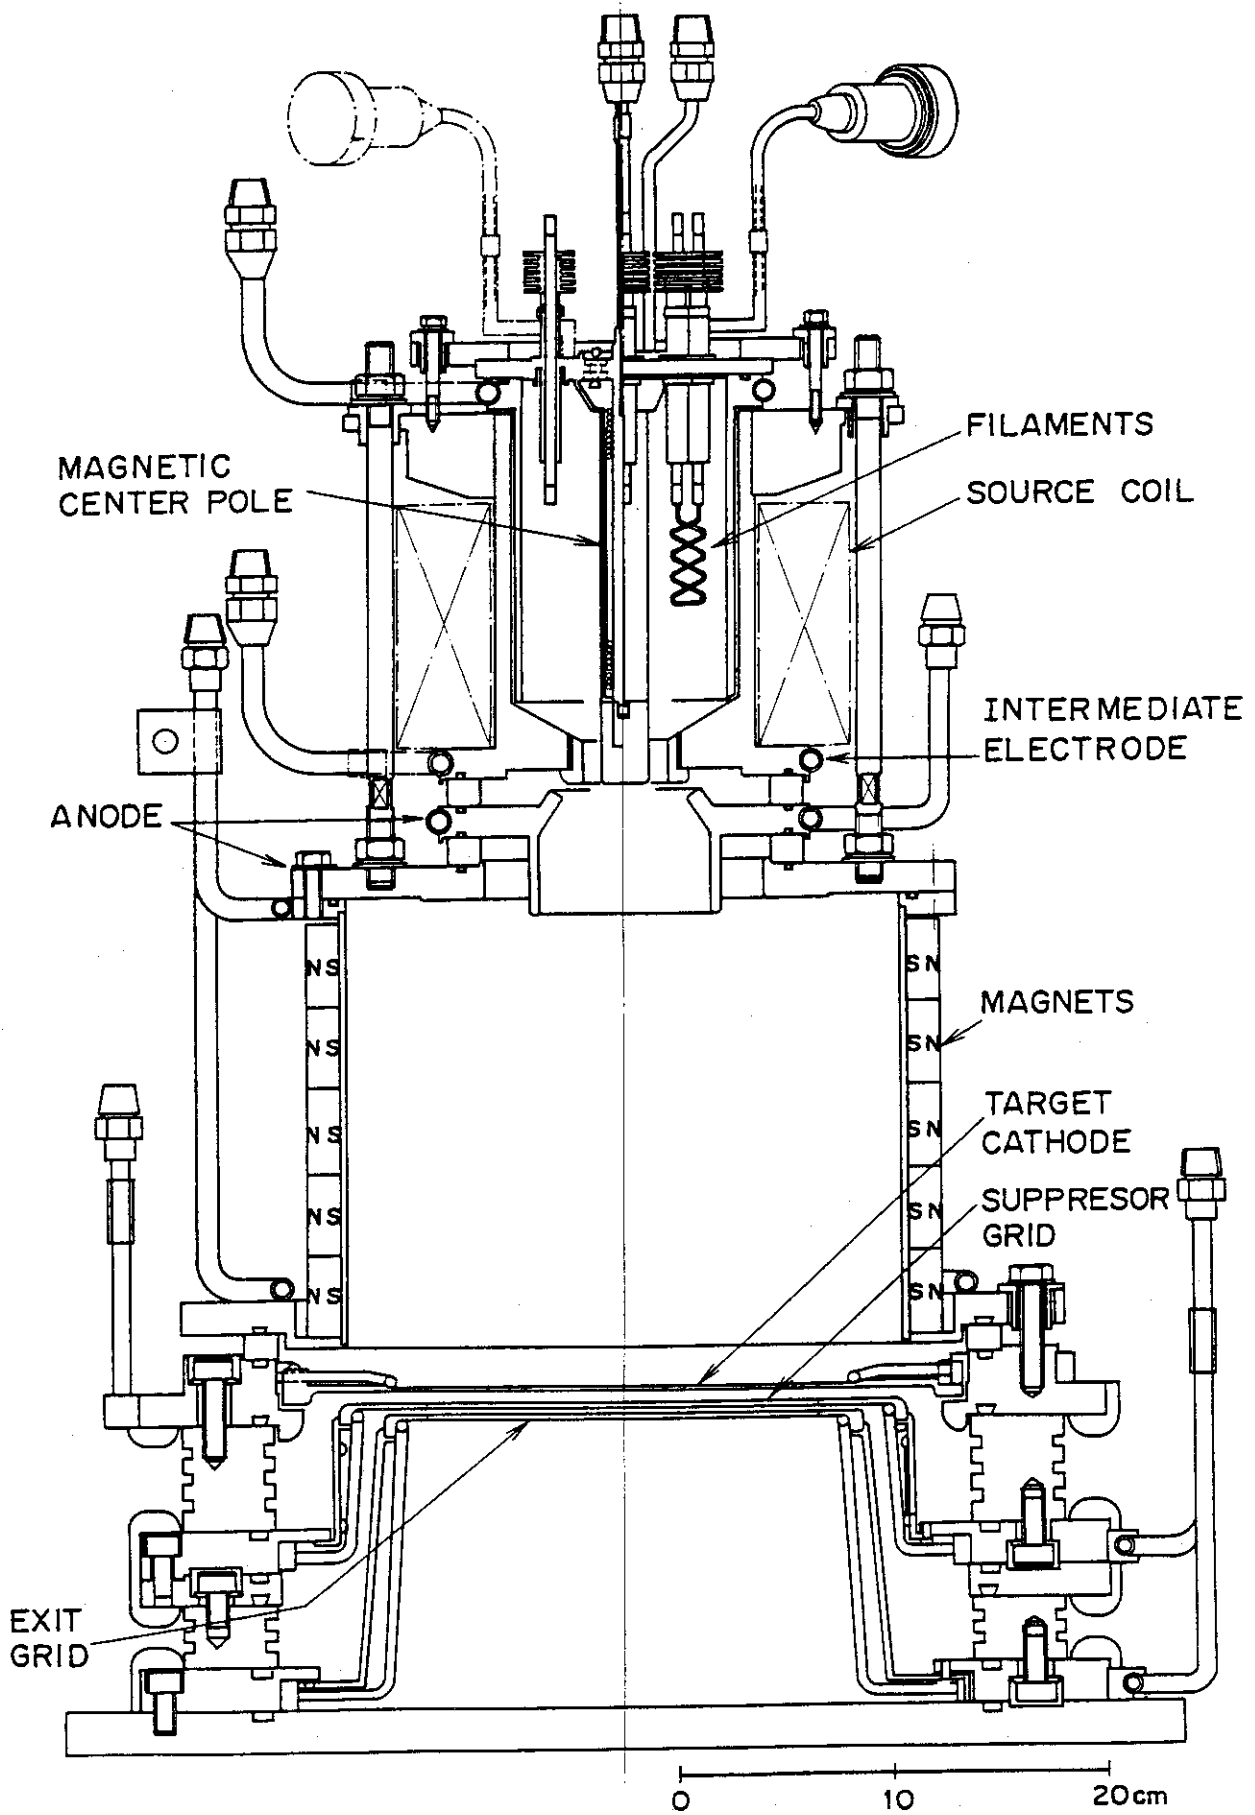 FILAMENTS
MAGNETIC
CENTER POLE
SOURCE COIL
INTERMEDIATE
ELECTRODE
ANODE
NS
SN
MAGNETS
NS
SN
TARGET
CATHODE
NS
SN
SUPPRESOR
GRID
NS
SN
NS
SN
EXIT
GRID
0 10 20cm